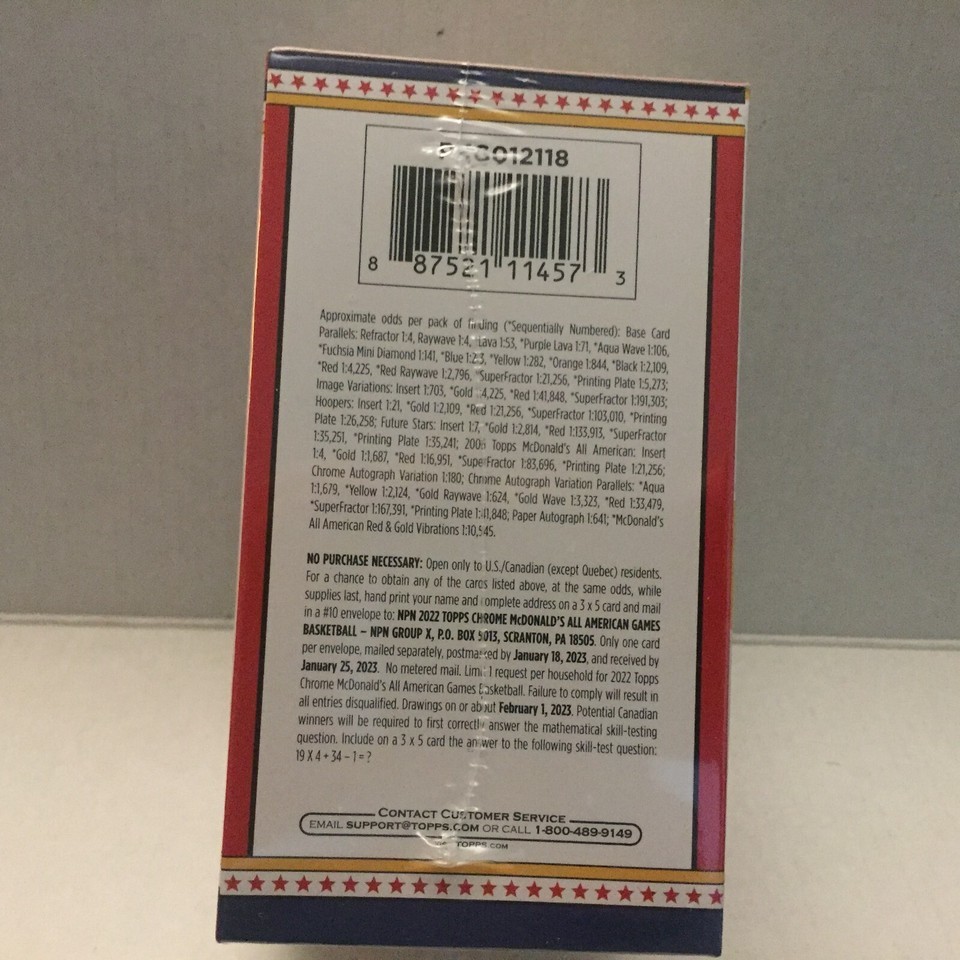 C012118
8 87521 11457 3
Approximate odds per pack of finding (*Sequentially Numbered): Base Card
Parallels: Refractor 1:4, Raywave 1:4, *Lava 1:53, *Purple Lava 1:71, *Aqua Wave 1:106,
*Fuchsia Mini Diamond 1:141, *Blue *Yellow 1:282, *Orange 1:844, *Black 1:2,109,
*Red 1:4,225, *Red Raywave 1:2,796, *SuperFractor 1:21,256, *Printing Plate 1:5,273;
Image Variations: Insert 1:703, *Gold 1:4,225, *Red 1:41,848, *SuperFractor 1:191,303;
Hoopers: Insert 1:21, *Gold 1:2,109, *Red 1:21,256, *SuperFractor 1:103,010, *Printing
Plate 1:26,258; Future Stars: Insert 1:7, *Gold 1:2,814, *Red 1:133,913, *SuperFractor
1:35,251, *Printing Plate 1:35,241; Topps McDonald's All American: Insert
1:4, *Gold 1:1,687, *Red 1:16,951, *SuperFractor 1:83,696, *Printing Plate 1:21,256;
Chrome Autograph Variation 1:180; Chrome Autograph Variation Parallels: *Aqua
1:1,679, *Yellow 1:2,124, *Gold Raywave 1:624, *Gold Wave 1:3,323, *Red 1:33,479,
*SuperFractor 1:167,391, *Printing Plate 1:41,848; Paper Autograph 1:641; *McDonald's
All American Red & Gold Vibrations 1:10,545.
NO PURCHASE NECESSARY: Open only to U.S./Canadian (except Quebec) residents.
For a chance to obtain any of the cards listed above, at the same odds, while
supplies last, hand print your name and complete address on a 3 x 5 card and mail
in a #10 envelope to: NPN 2022 TOPPS CHROME McDONALD'S ALL AMERICAN GAMES
BASKETBALL – NPN GROUP X, P.O. BOX 5013, SCRANTON, PA 18505. Only one card
per envelope, mailed separately, postmarked by January 18, 2023, and received by
January 25, 2023. No metered mail. Limit 1 request per household for 2022 Topps
Chrome McDonald's All American Games Basketball. Failure to comply will result in
all entries disqualified. Drawings on or about February 1, 2023. Potential Canadian
winners will be required to first correctly answer the mathematical skill-testing
question. Include on a 3 x 5 card the answer to the following skill-test question:
19 X 4 + 34 – 1 = ?
CONTACT CUSTOMER SERVICE
EMAIL SUPPORT@TOPPS.COM OR CALL 1-800-489-9149
TOPPS.COM